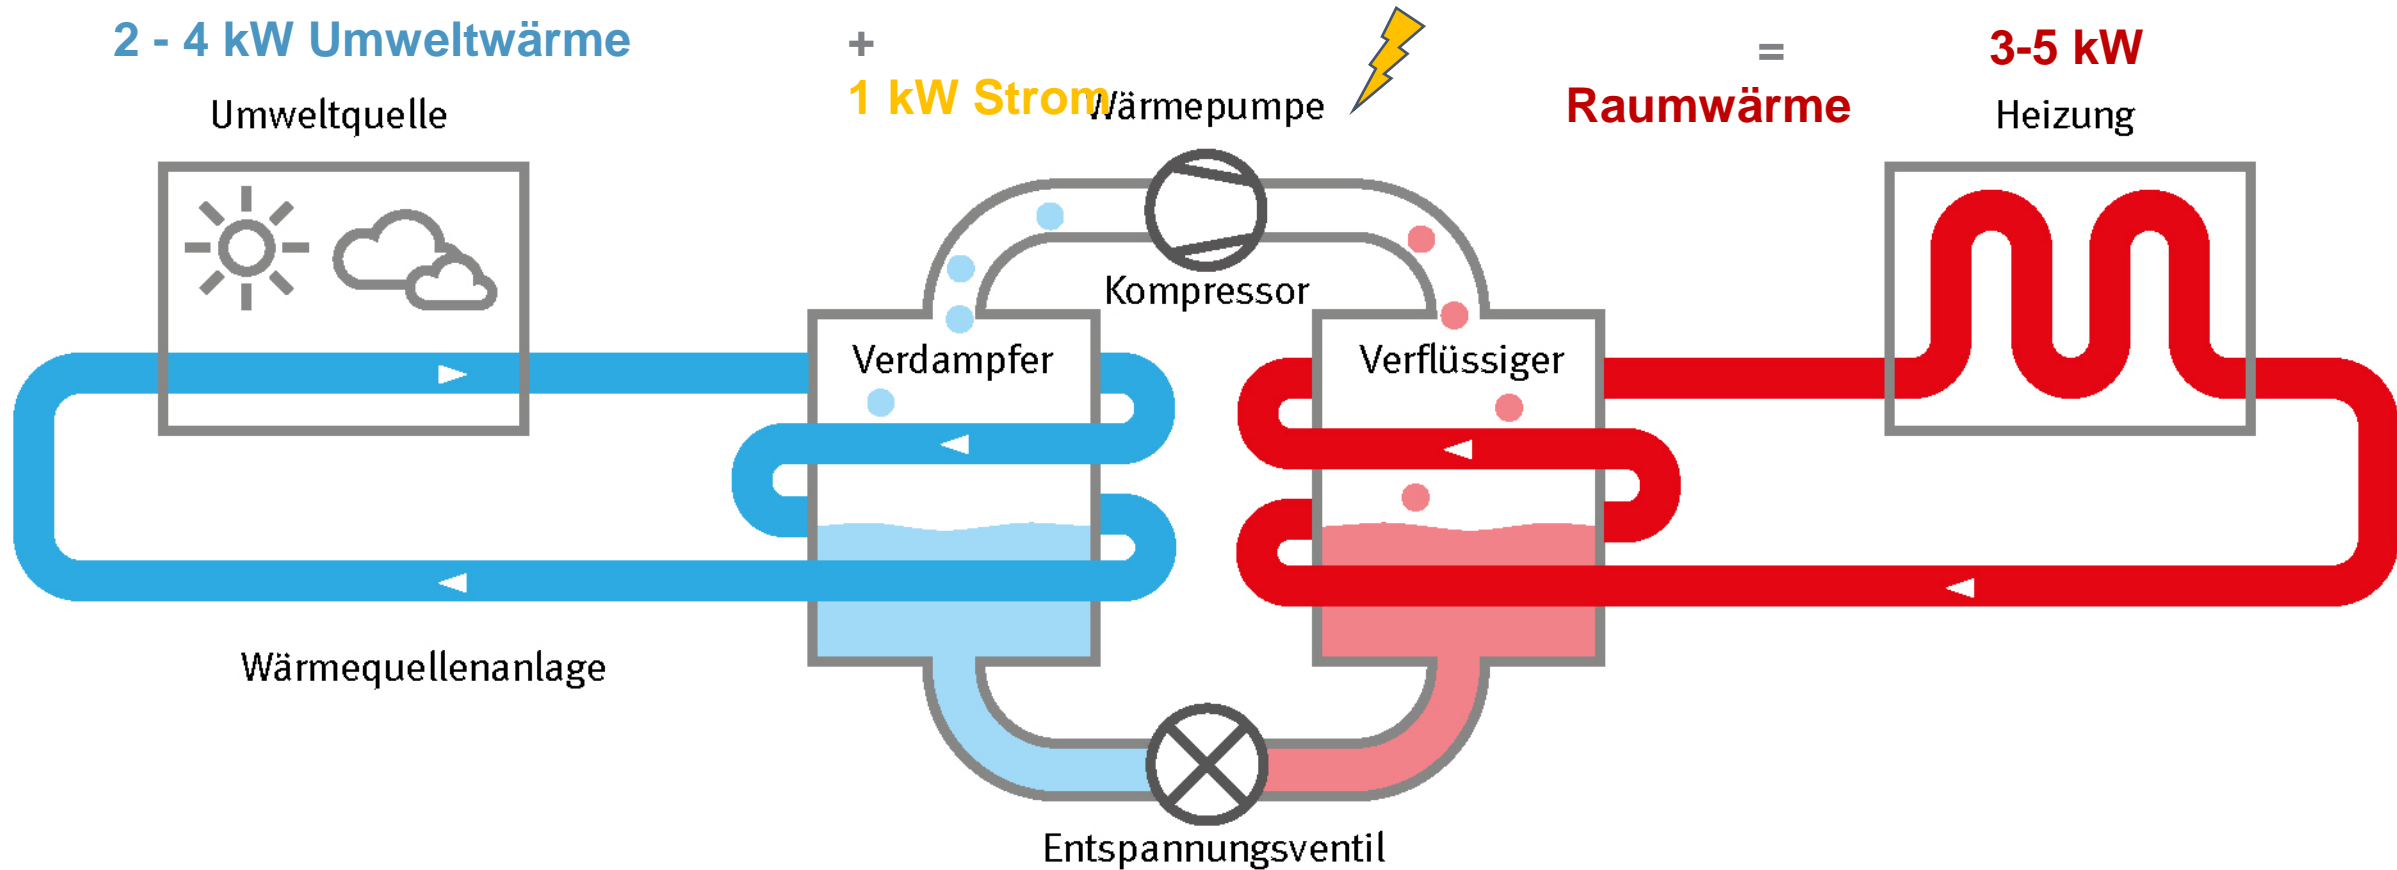 2 - 4 kW Umweltwärme + = 3-5 kW
1 kW Strom Raumwärme
Umweltquelle Wärmepumpe Heizung
Kompressor
Verdampfer Verflüssiger
Wärmequellenanlage
Entspannungsventil